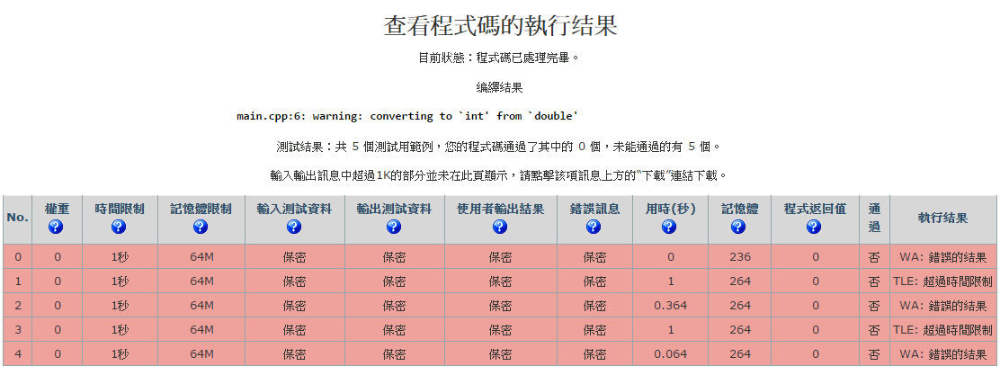 查看程式碼的執行结果
目前狀態：程式碼已處理完畢。
编繹结果
main.cpp:6: warning: converting to `int' from `double'
測試结果：共 5 個測試用範例，您的程式碼通過了其中的 0 個，未能通過的有 5 個。
輸入輸出訊息中超過1K的部分並未在此頁顯示，請點擊該項訊息上方的“下載”連結下載。
No. 權重 時間限制 記憶體限制 輸入測試資料 輸出測試資料 使用者輸出結果 錯誤訊息 用時(秒) 記憶體 程式返回值 通過 執行结果
? ? ? ? ? ? ? ? ? ?
0 0 1秒 64M 保密 保密 保密 保密 0 236 0 否 WA: 錯誤的结果
1 0 1秒 64M 保密 保密 保密 保密 1 264 0 否 TLE: 超過時間限制
2 0 1秒 64M 保密 保密 保密 保密 0.364 264 0 否 WA: 錯誤的结果
3 0 1秒 64M 保密 保密 保密 保密 1 264 0 否 TLE: 超過時間限制
4 0 1秒 64M 保密 保密 保密 保密 0.064 264 0 否 WA: 錯誤的结果